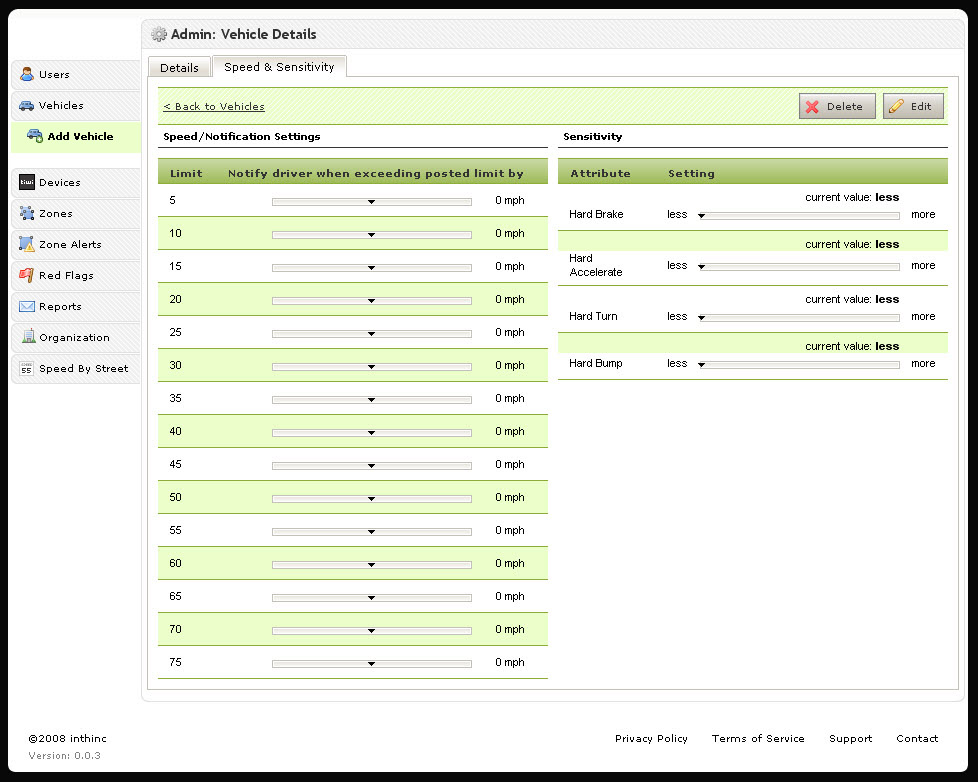 Admin: Vehicle Details
Users
Vehicles
Add Vehicle
Devices
Zones
Zone Alerts
Red Flags
Reports
Organization
Speed By Street
Details
Speed & Sensitivity
< Back to Vehicles
Delete
Edit
Speed/Notification Settings
Limit Notify driver when exceeding posted limit by
5 0 mph
10 0 mph
15 0 mph
20 0 mph
25 0 mph
30 0 mph
35 0 mph
40 0 mph
45 0 mph
50 0 mph
55 0 mph
60 0 mph
65 0 mph
70 0 mph
75 0 mph
Sensitivity
Attribute Setting
current value: less
Hard Brake less more
current value: less
Hard
Accelerate less more
current value: less
Hard Turn less more
current value: less
Hard Bump less more
©2008 inthinc
Version: 0.0.3
Privacy Policy Terms of Service Support Contact